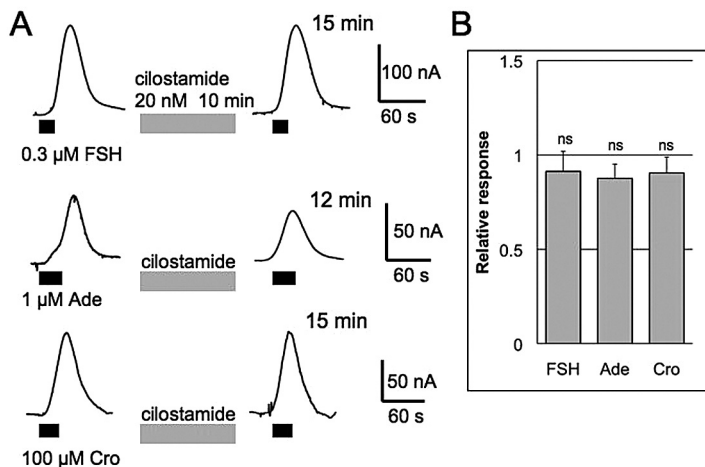 A
15 min
cilostamide
20 nM 10 min
100 nA
60 s
0.3 µM FSH
12 min
50 nA
cilostamide
60 s
1 µM Ade
15 min
50 nA
cilostamide
60 s
100 µM Cro
B
1.5
ns
ns
ns
1
Relative response
0.5
0
FSH
Ade
Cro